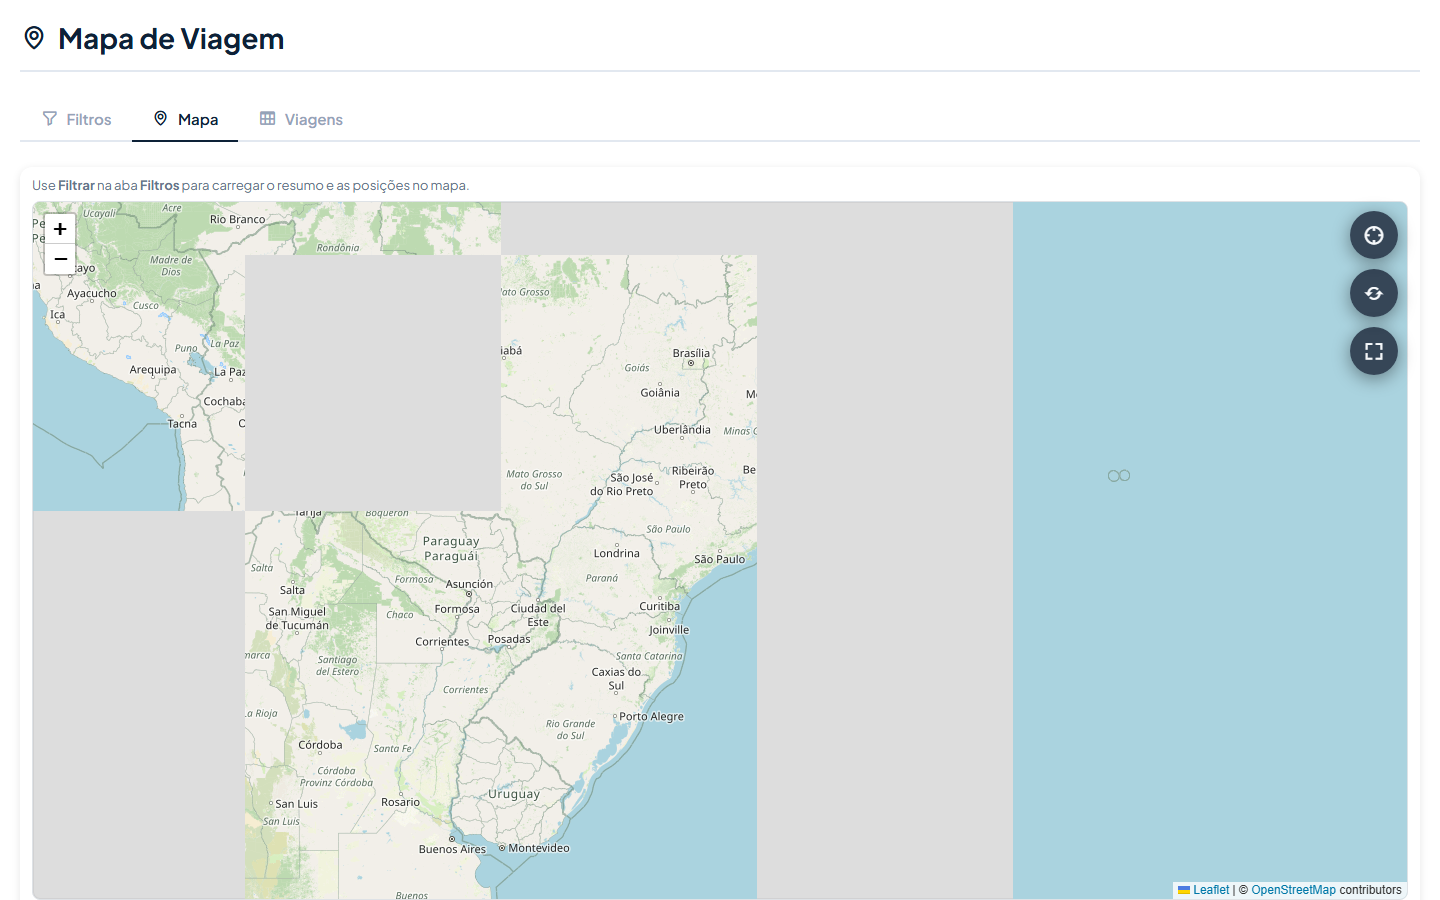 Mapa de Viagem
Filtros
Mapa
Viagens
Use Filtrar na aba Filtros para carregar o resumo e as posições no mapa.
+
−
Ucayali
Acre
Rio Branco
Rondônia
Madre de
Dios
Ayacucho
Cusco
Ica
Puno
La Paz
Arequipa
La Paz
Cochaba
Tacna
Mato Grosso
iabá
Brasília
Goiás
Goiânia
Uberlândia
Minas G
Mato Grosso
do Sul
São José
do Rio Preto
Ribeirão
Preto
Be
São Paulo
Londrina
São Paulo
Tarija
Boquerón
Paraguay
Paraguái
Paraná
Salta
Formosa
Asunción
Salta
Formosa
Ciudad del
Este
Curitiba
San Miguel
de Tucumán
Chaco
Corrientes
Posadas
Joinville
marca
Santiago
del Estero
Santa Catarina
Caxias do
Sul
Corrientes
La Rioja
Rio Grande
do Sul
Porto Alegre
Córdoba
Santa Fe
Córdoba
Provinz Córdoba
San Luis
Rosario
Uruguay
San Luis
Buenos Aires
Montevideo
Buenos
Leaflet | © OpenStreetMap contributors